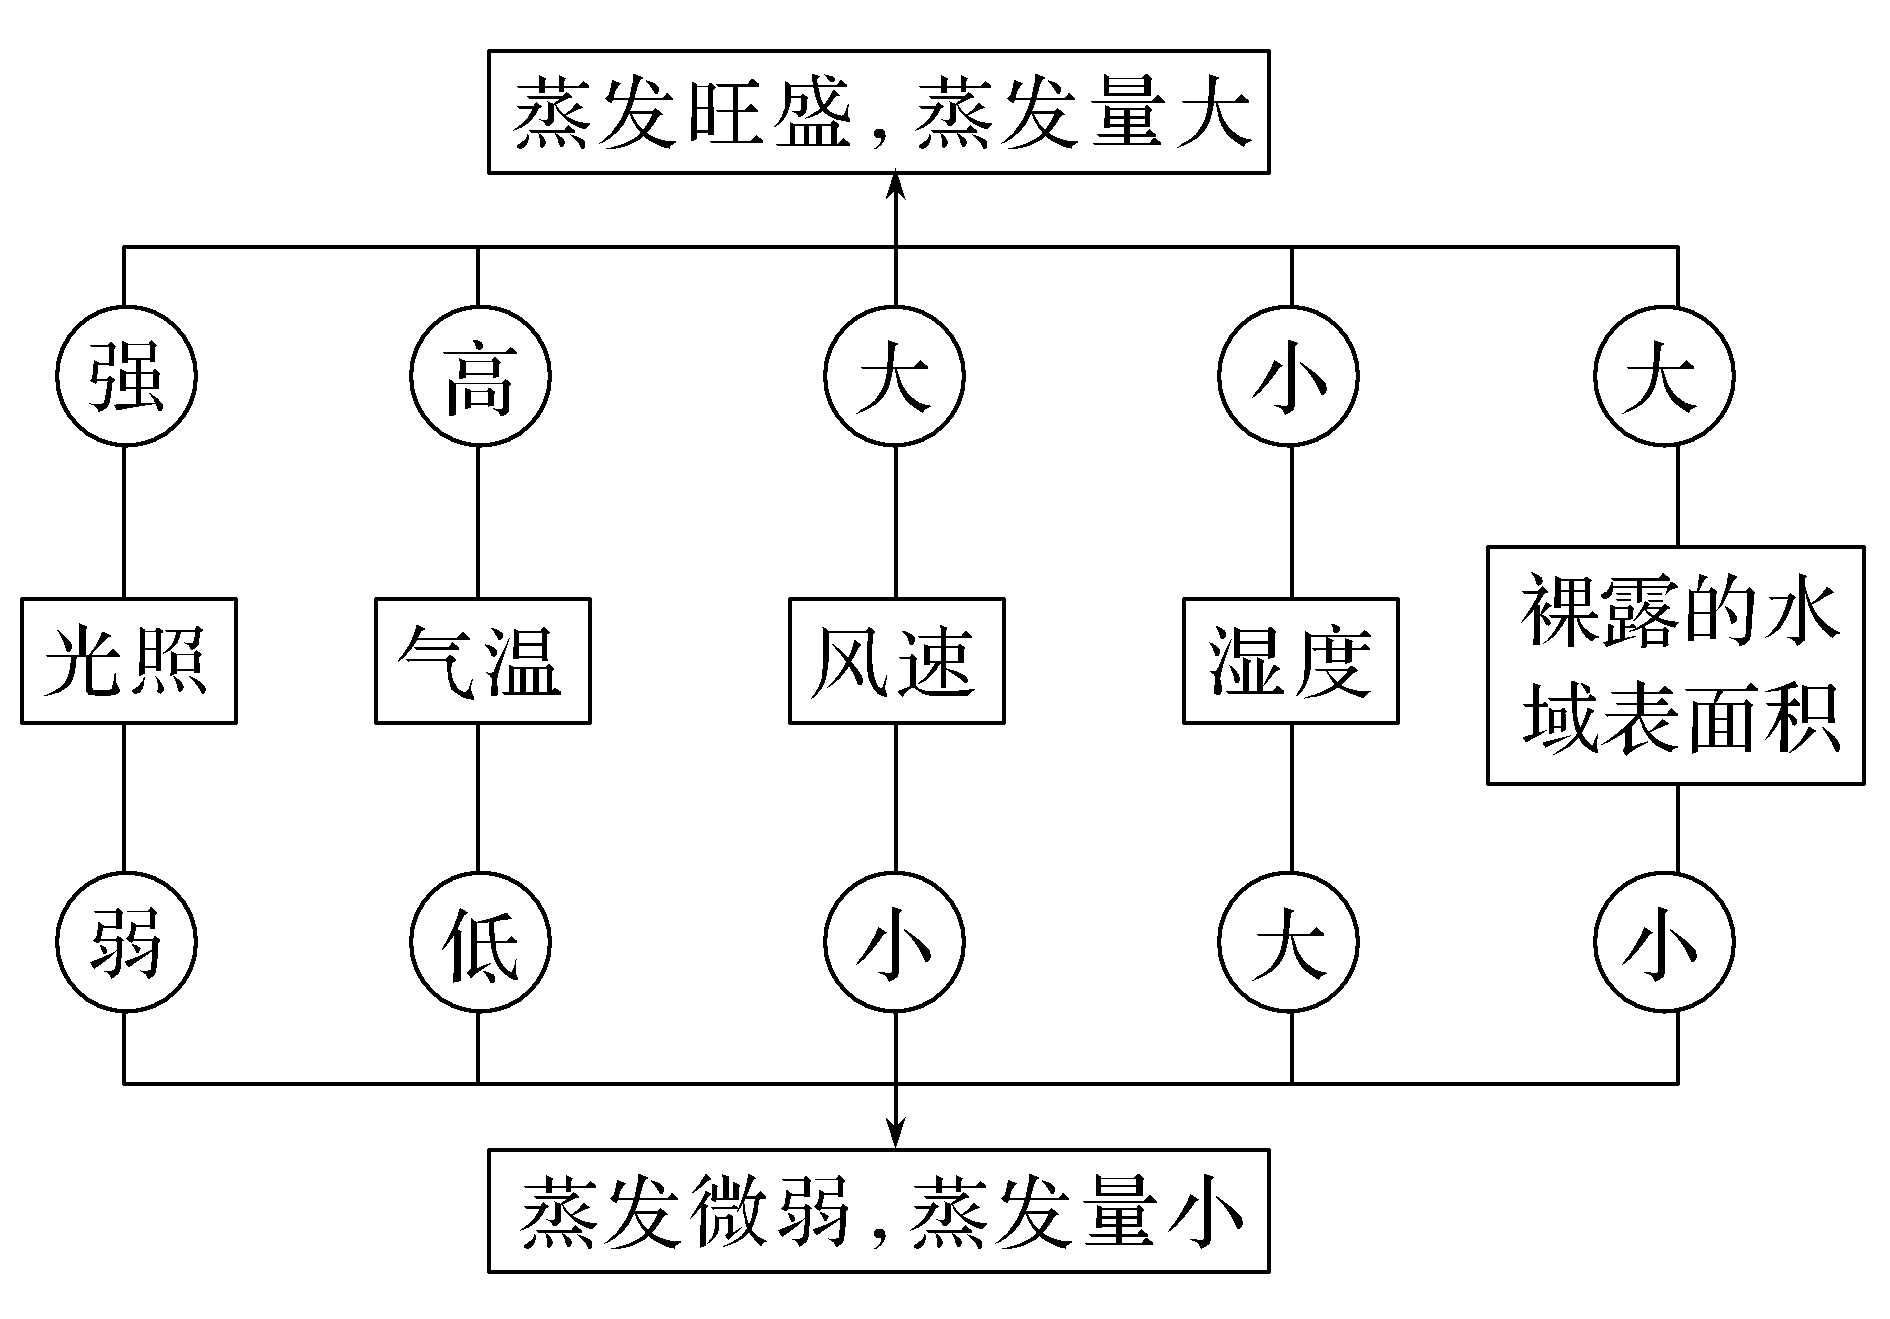 蒸发旺盛，蒸发量大
强 高 大 小 大
光照 气温 风速 湿度 裸露的水
域表面积
弱 低 小 大 小
蒸发微弱，蒸发量小